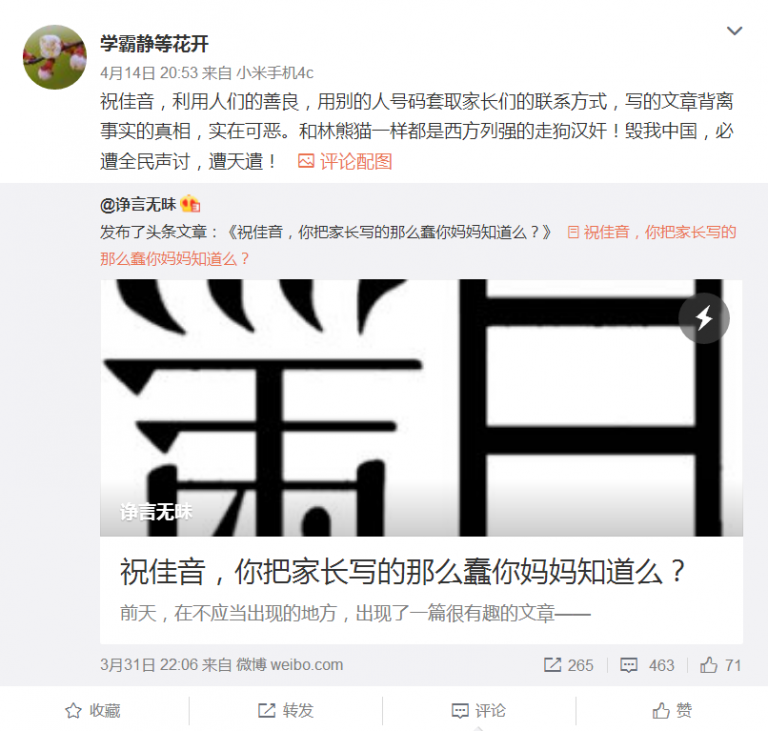 学霸静等花开
4月14日 20:53 来自 小米手机4c
祝佳音，利用人们的善良，用别的人号码套取家长们的联系方式，写的文章背离
事实的真相，实在可恶。和林熊猫一样都是西方列强的走狗汉奸！毁我中国，必
遭全民声讨，遭天遣！ 评论配图
@诤言无昧
发布了头条文章：《祝佳音，你把家长写的那么蠢你妈妈知道么？》 祝佳音，你把家长写的
那么蠢你妈妈知道么？
诤言无昧
祝佳音，你把家长写的那么蠢你妈妈知道么？
前天，在不应当出现的地方，出现了一篇很有趣的文章——
3月31日 22:06 来自 微博 weibo.com 265 463 71
收藏 转发 评论 赞